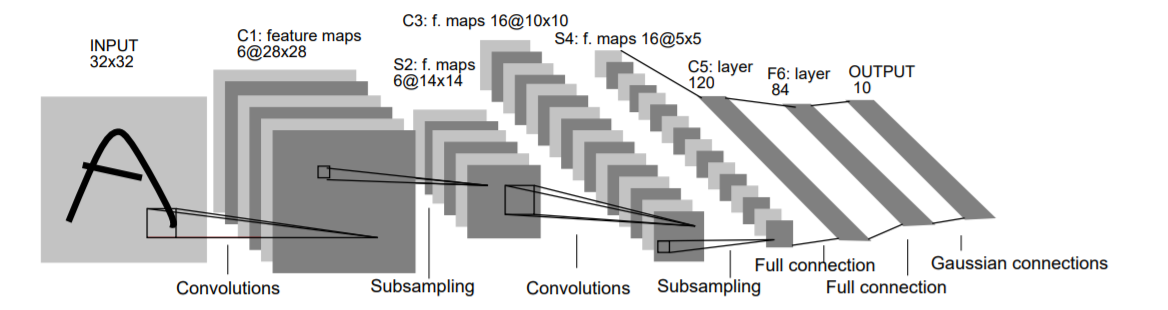 INPUT
32x32
C1: feature maps
6@28x28
S2: f. maps
6@14x14
C3: f. maps 16@10x10
S4: f. maps 16@5x5
C5: layer
120
F6: layer
84
OUTPUT
10
Convolutions
Subsampling
Convolutions
Subsampling
Full connection
Full connection
Gaussian connections